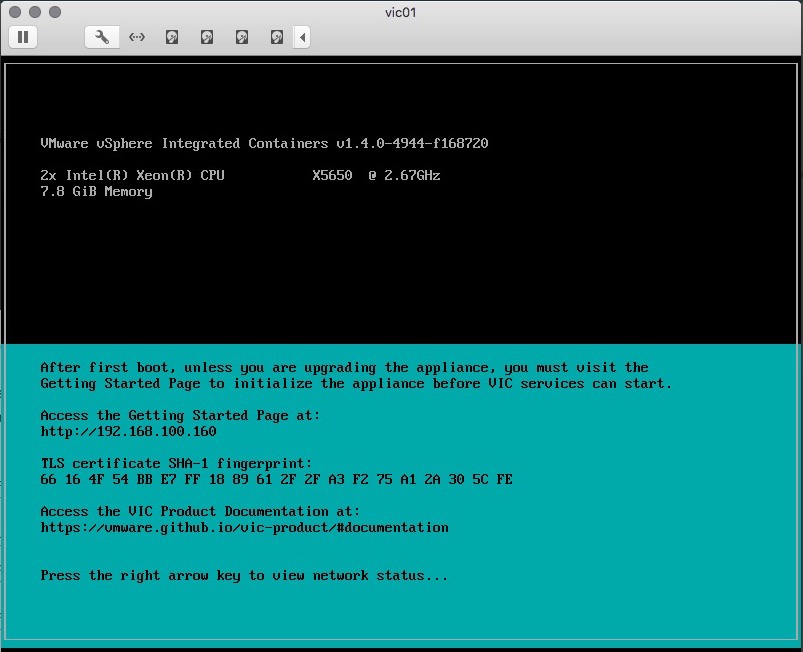 vic01
VMware vSphere Integrated Containers v1.4.0-4944-f168720
2x Intel(R) Xeon(R) CPU X5650 @ 2.67GHz
7.8 GiB Memory
After first boot, unless you are upgrading the appliance, you must visit the
Getting Started Page to initialize the appliance before VIC services can start.
Access the Getting Started Page at:
http://192.168.100.160
TLS certificate SHA-1 fingerprint:
66 16 4F 54 BB E7 FF 18 89 61 2F 2F A3 F2 75 A1 2A 30 5C FE
Access the VIC Product Documentation at:
https://vmware.github.io/vic-product/#documentation
Press the right arrow key to view network status...